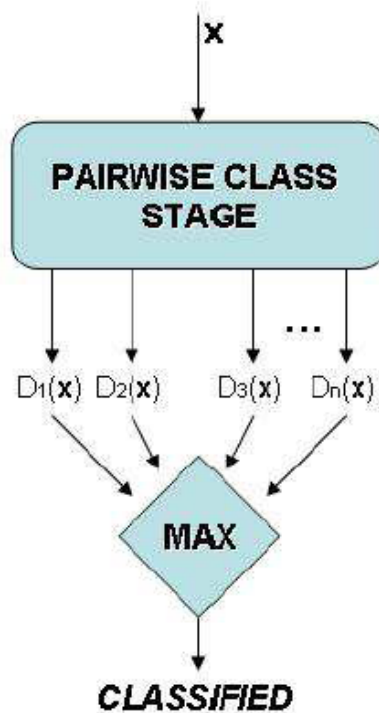 x
PAIRWISE CLASS
STAGE
...
D1(x) D2(x) D3(x) Dn(x)
MAX
CLASSIFIED